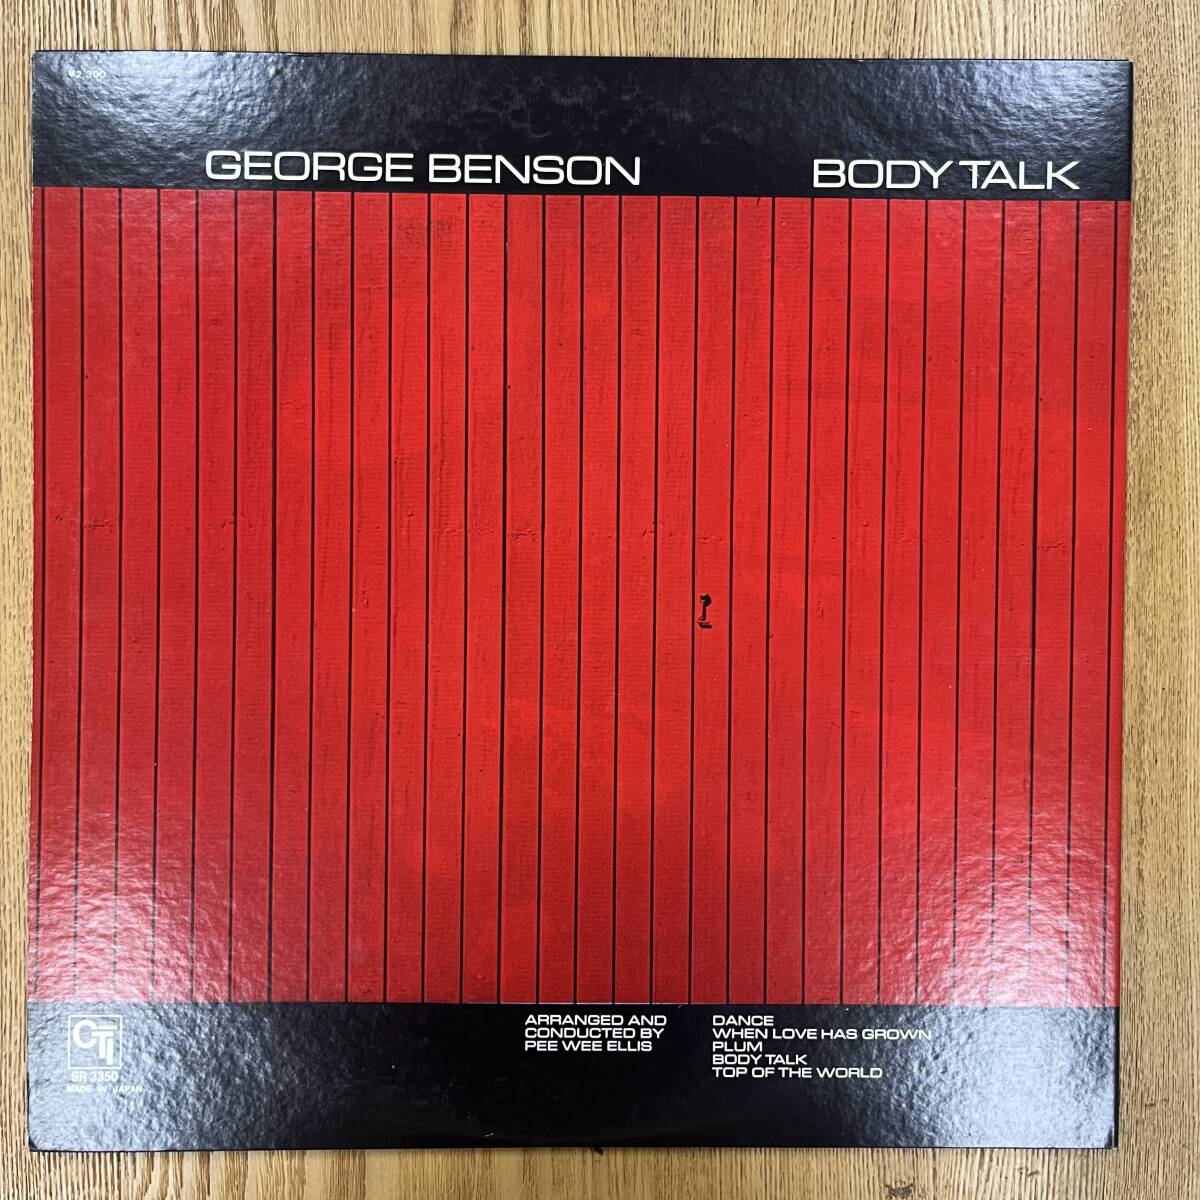 ¥2,300
GEORGE BENSON
BODY TALK
CTI
SR 3350
MADE IN JAPAN
ARRANGED AND
CONDUCTED BY
PEE WEE ELLIS
DANCE
WHEN LOVE HAS GROWN
PLUM
BODY TALK
TOP OF THE WORLD